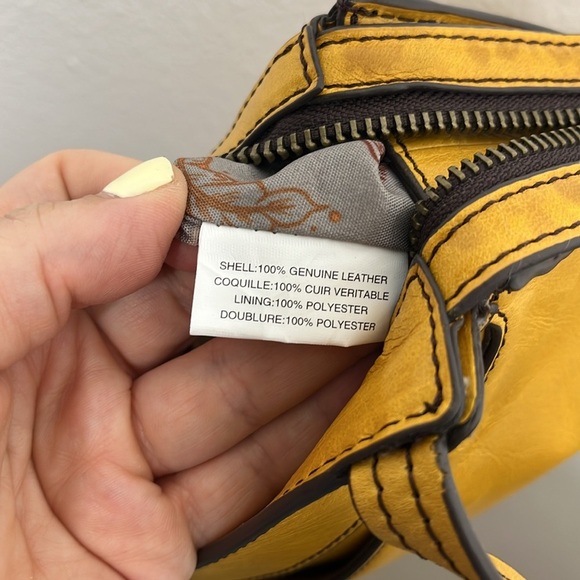 SHELL:100% GENUINE LEATHER
COQUILLE:100% CUIR VERITABLE
LINING:100% POLYESTER
DOUBLURE:100% POLYESTER